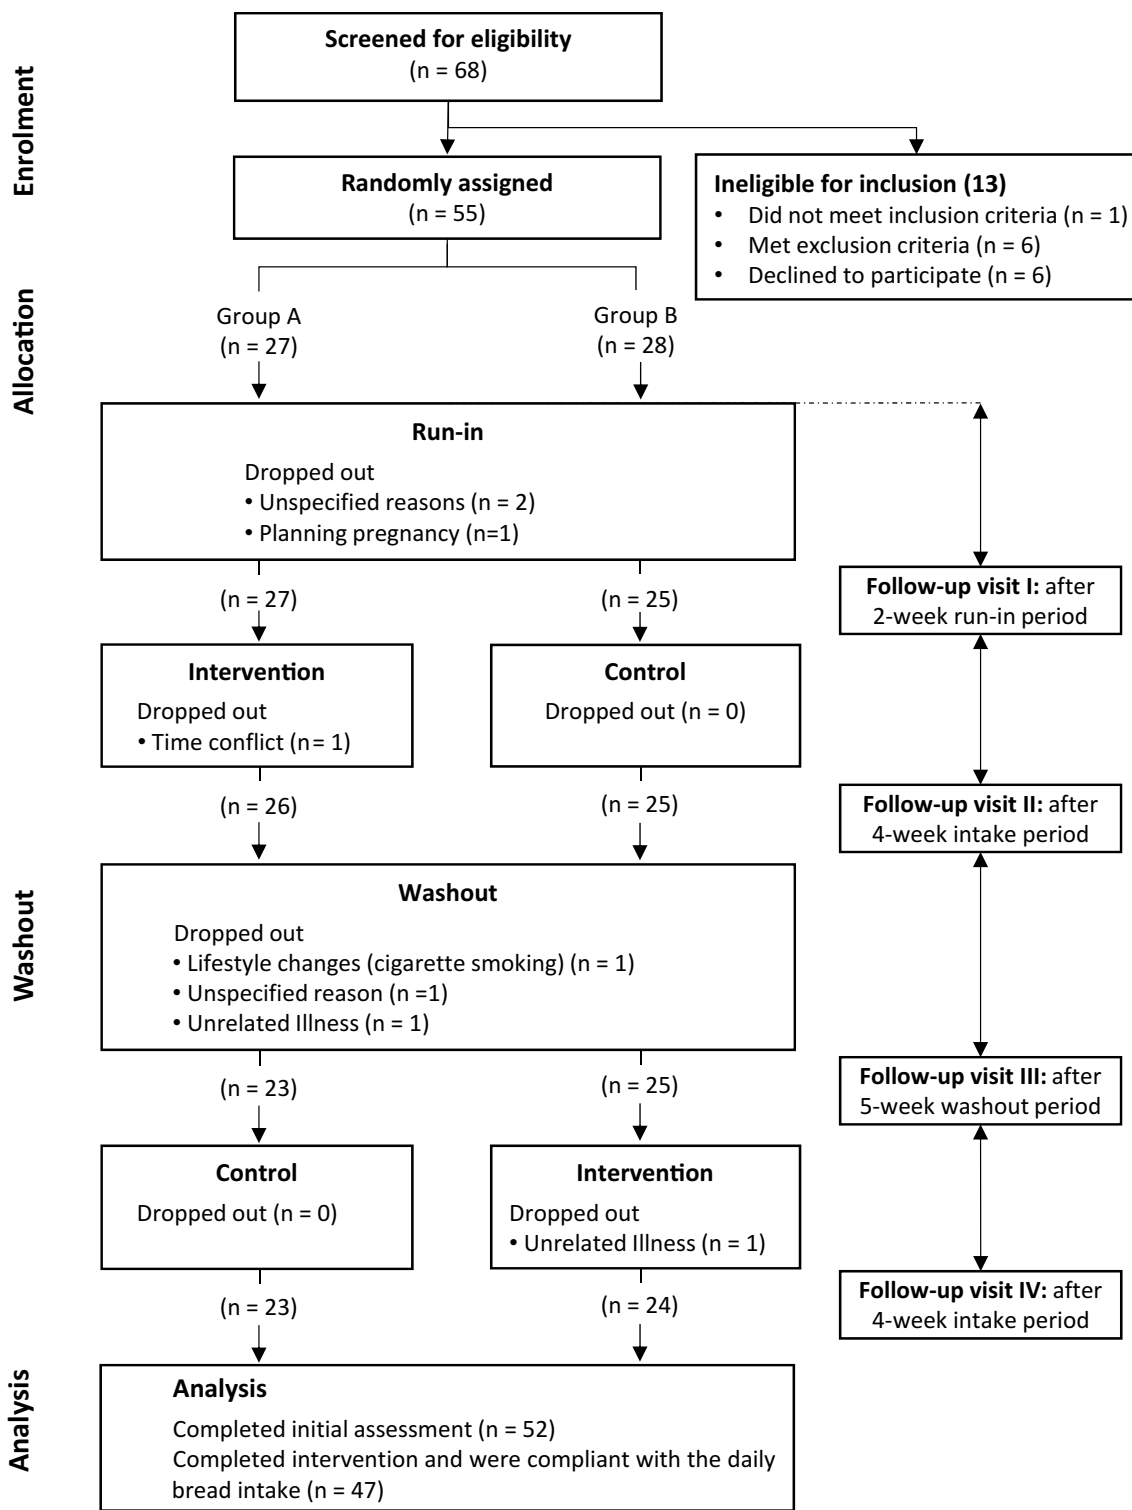 Enrolment
Screened for eligibility
(n = 68)
Randomly assigned
(n = 55)
Ineligible for inclusion (13)
• Did not meet inclusion criteria (n = 1)
• Met exclusion criteria (n = 6)
• Declined to participate (n = 6)
Allocation
Group A
(n = 27)
Group B
(n = 28)
Run-in
Dropped out
• Unspecified reasons (n = 2)
• Planning pregnancy (n=1)
(n = 27)
(n = 25)
Follow-up visit I: after
2-week run-in period
Intervention
Dropped out
• Time conflict (n = 1)
Control
Dropped out (n = 0)
(n = 26)
(n = 25)
Follow-up visit II: after
4-week intake period
Washout
Washout
Dropped out
• Lifestyle changes (cigarette smoking) (n = 1)
• Unspecified reason (n =1)
• Unrelated Illness (n = 1)
(n = 23)
(n = 25)
Follow-up visit III: after
5-week washout period
Control
Dropped out (n = 0)
Intervention
Dropped out
• Unrelated Illness (n = 1)
(n = 23)
(n = 24)
Follow-up visit IV: after
4-week intake period
Analysis
Analysis
Completed initial assessment (n = 52)
Completed intervention and were compliant with the daily
bread intake (n = 47)